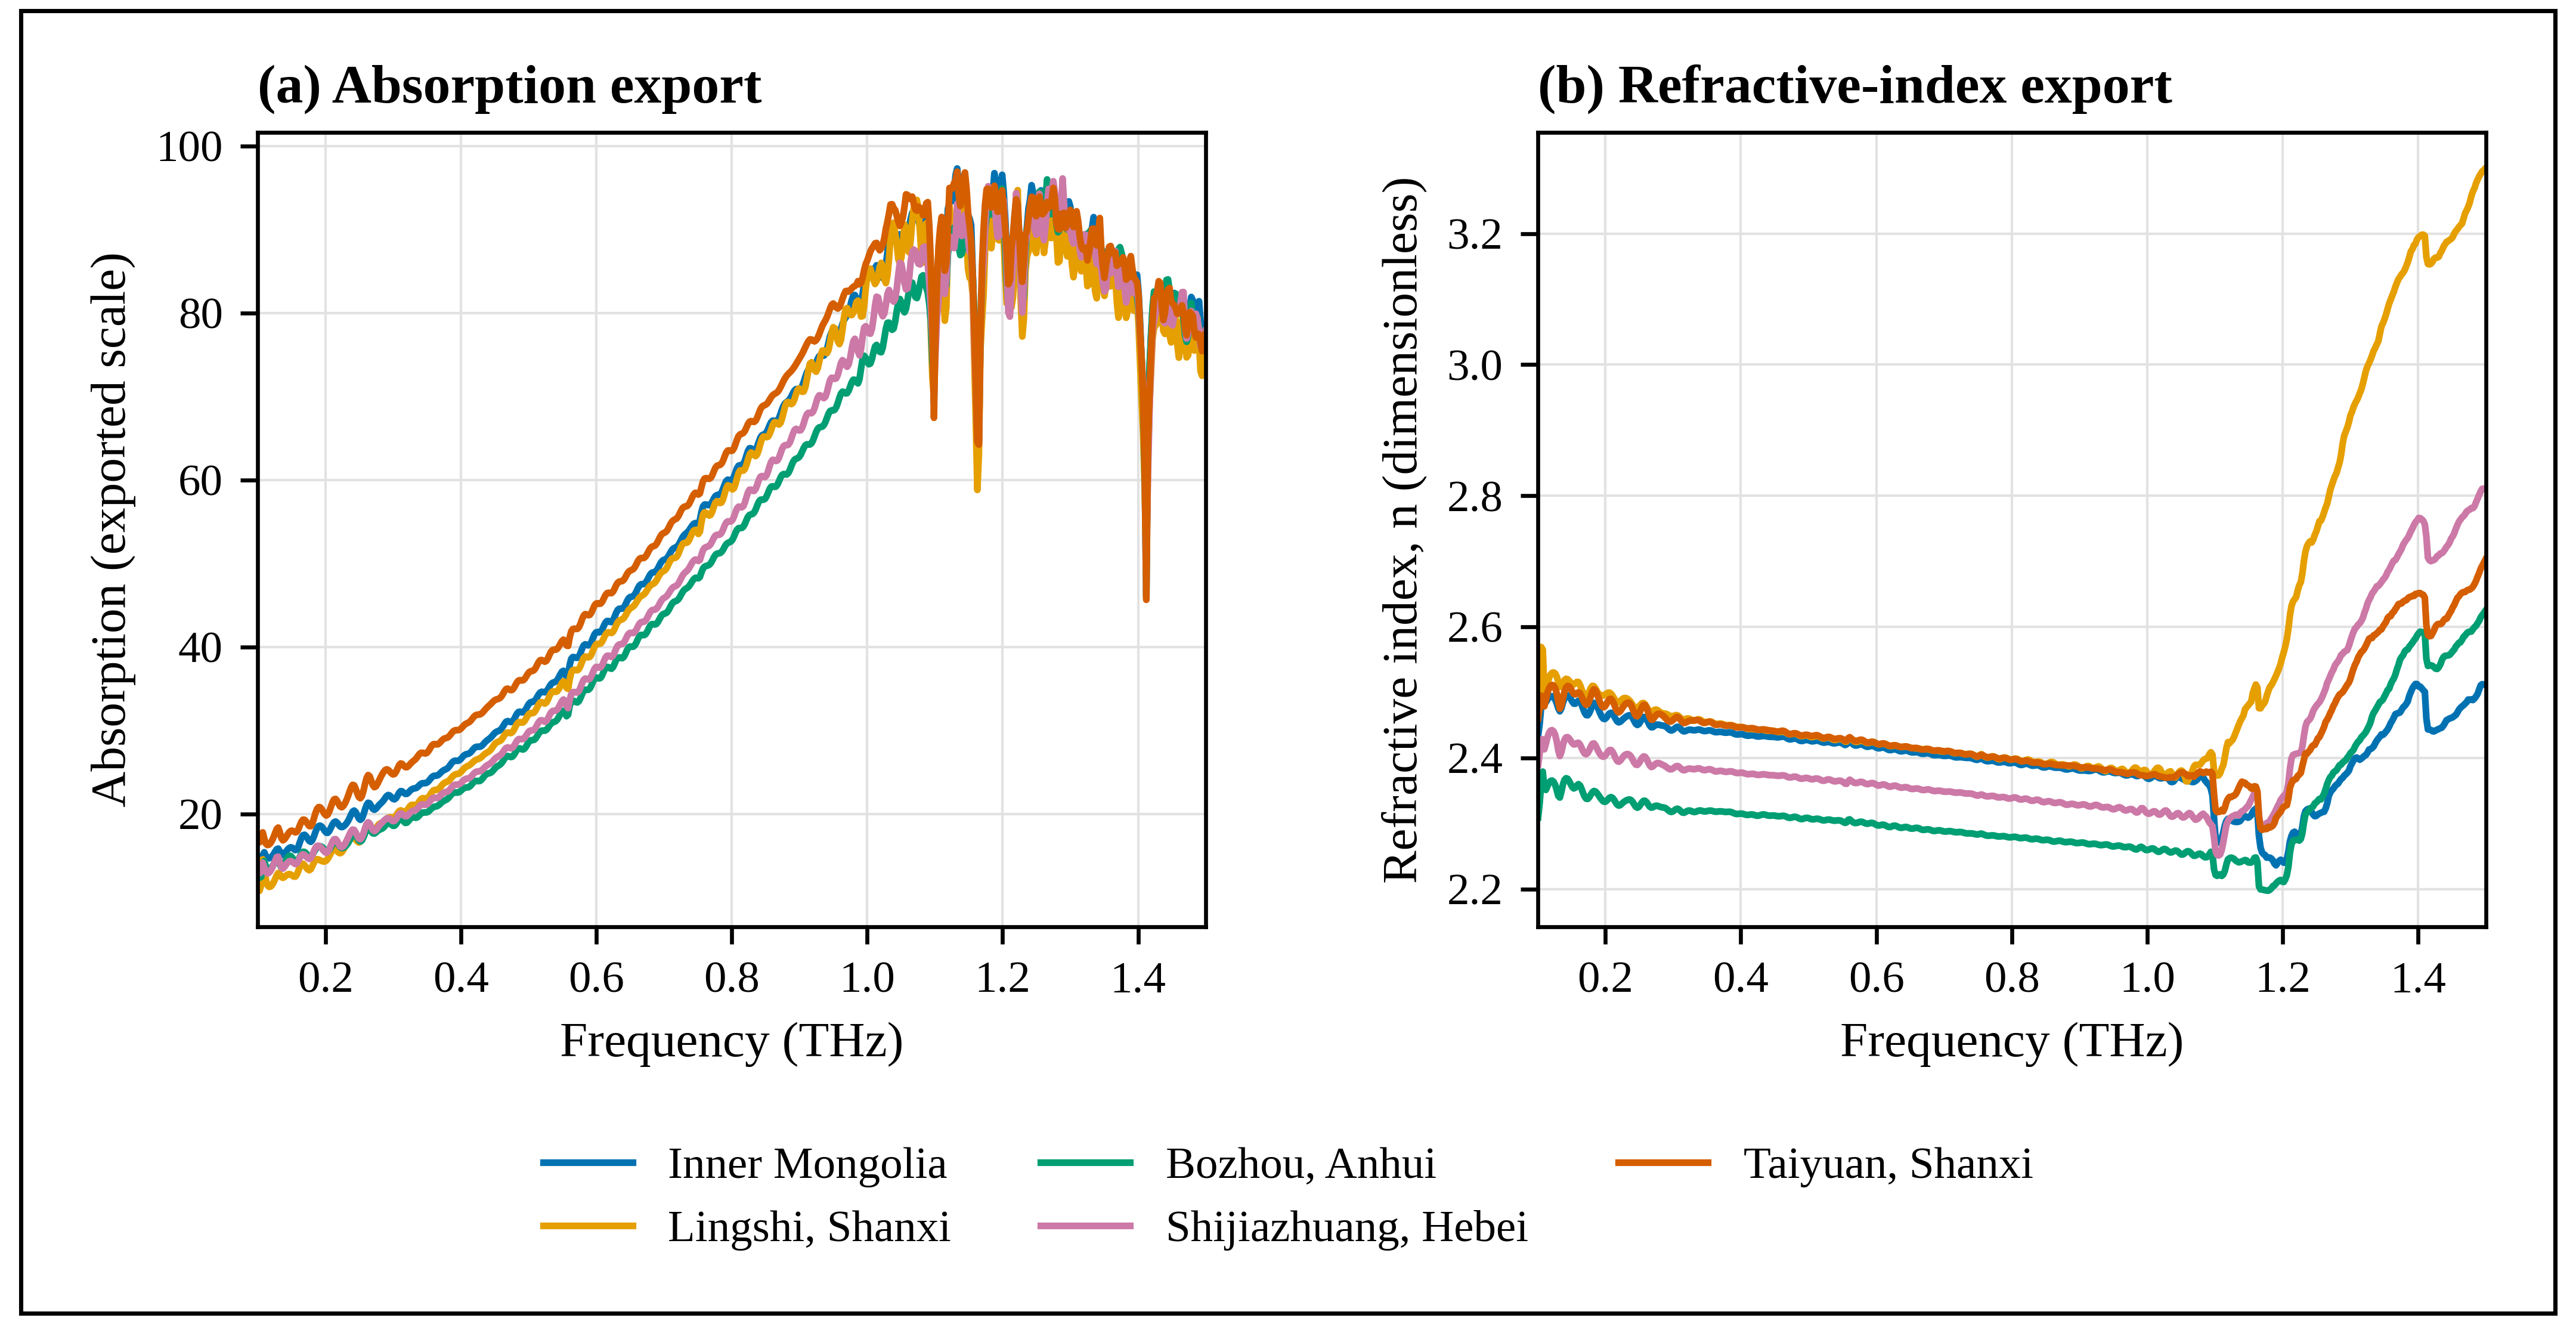 (a) Absorption export
(b) Refractive-index export
Absorption (exported scale)
100
80
60
40
20
0.2 0.4 0.6 0.8 1.0 1.2 1.4
Frequency (THz)
Refractive index, n (dimensionless)
3.2
3.0
2.8
2.6
2.4
2.2
0.2 0.4 0.6 0.8 1.0 1.2 1.4
Frequency (THz)
Inner Mongolia
Lingshi, Shanxi
Bozhou, Anhui
Shijiazhuang, Hebei
Taiyuan, Shanxi